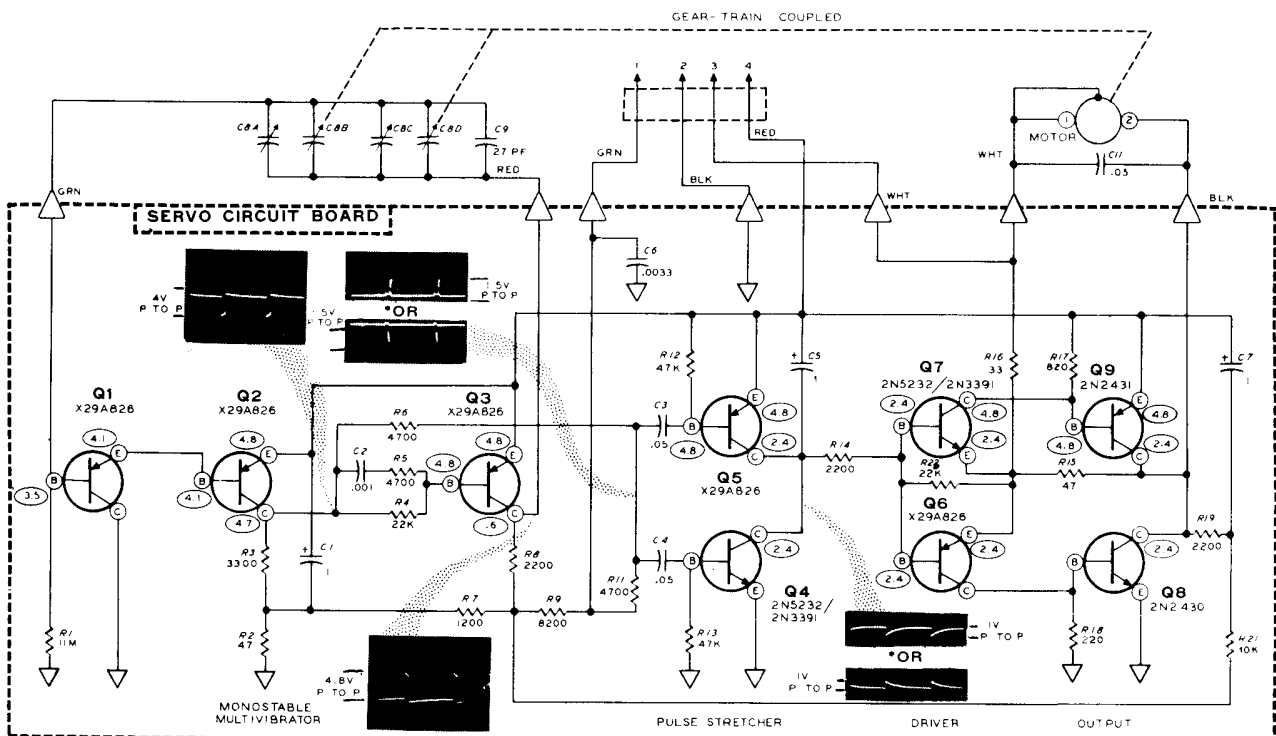 GEAR-TRAIN COUPLED
1 2 3 4
C8A C8B C8C C8D C9
27 PF
RED
GRN
RED
GRN
BLK
WHT
WHT
1 2
MOTOR
C11
.05
BLK
SERVO CIRCUIT BOARD
4V
P TO P
.5V
P TO P
*OR
.5V
P TO P
C6
.0033
Q1
X29A826
4.1
E
B
3.5
C
R1
11M
Q2
X29A826
4.8
E
B
4.1
C
4.7
R3
3300
R2
47
C1
1
R6
4700
C2
.001
R5
4700
R4
22K
Q3
X29A826
4.8
E
4.8
B
C
.6
R8
2200
R7
1200
R9
8200
R11
4700
4.8V
P TO P
MONOSTABLE
MULTIVIBRATOR
R12
47K
C3
.05
B
4.8
E
4.8
C
2.4
Q5
X29A826
C5
1
C4
.05
B
C
2.4
E
Q4
2N5232/
2N3391
R13
47K
PULSE STRETCHER
R14
2200
Q7
2N5232/2N3391
2.4
B
C
4.8
2.4
E
22K
Q6
X29A826
B
2.4
E
2.4
C
1V
P TO P
*OR
1V
P TO P
DRIVER
R16
33
R17
820
R15
47
Q9
2N2431
E
4.8
B
4.8
2.4
C
B
C
2.4
E
Q8
2N2430
R18
220
R19
2200
C7
1
R21
10K
OUTPUT